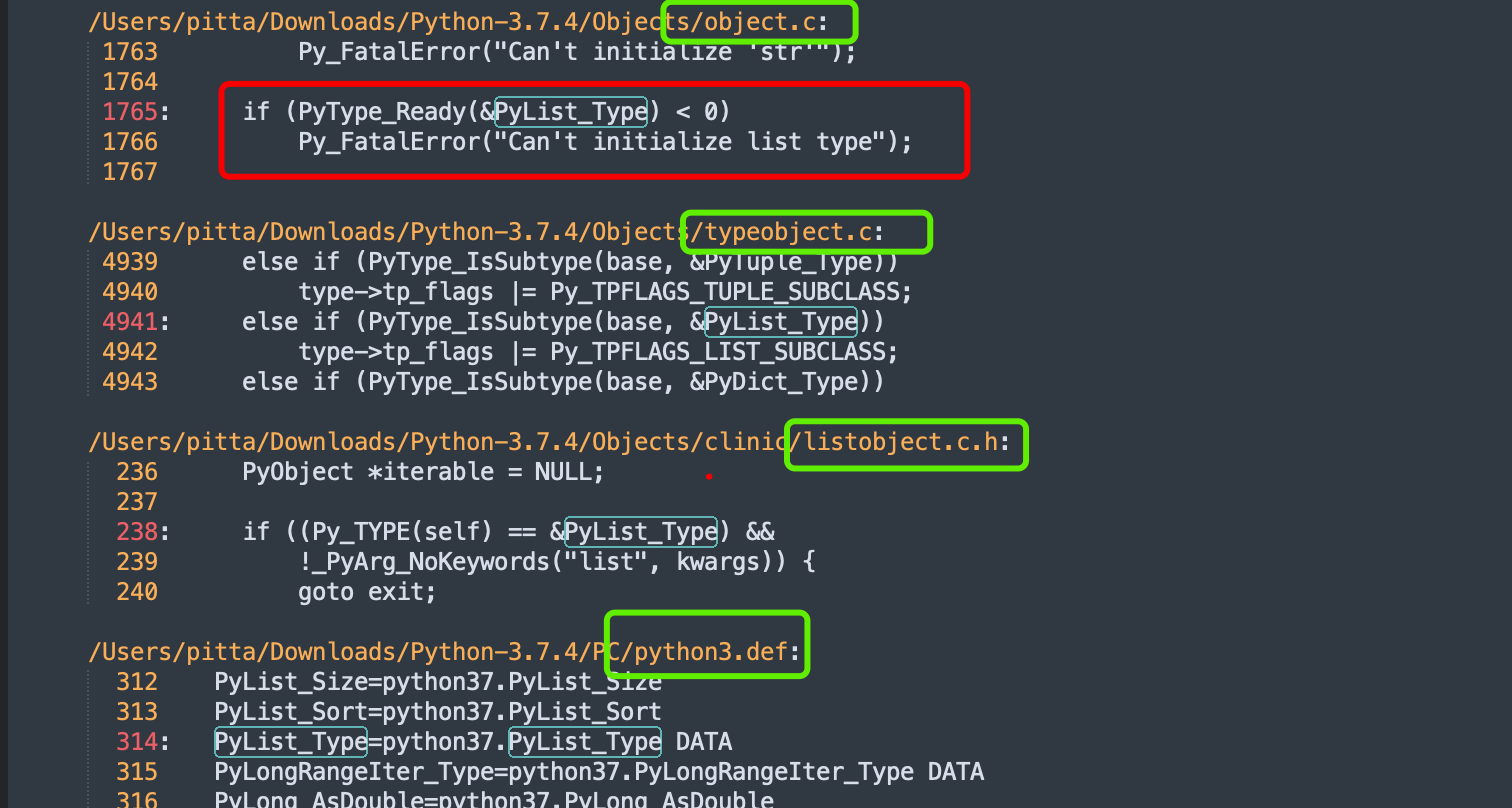 /Users/pitta/Downloads/Python-3.7.4/Objects/object.c:
1763 Py_FatalError("Can't initialize 'str'");
1764
1765: if (PyType_Ready(&PyList_Type) < 0)
1766 Py_FatalError("Can't initialize list type");
1767
/Users/pitta/Downloads/Python-3.7.4/Objects/typeobject.c:
4939 else if (PyType_IsSubtype(base, &PyTuple_Type))
4940 type->tp_flags |= Py_TPFLAGS_TUPLE_SUBCLASS;
4941: else if (PyType_IsSubtype(base, &PyList_Type))
4942 type->tp_flags |= Py_TPFLAGS_LIST_SUBCLASS;
4943 else if (PyType_IsSubtype(base, &PyDict_Type))
/Users/pitta/Downloads/Python-3.7.4/Objects/clinic/listobject.c.h:
236 PyObject *iterable = NULL;
237
238: if ((Py_TYPE(self) == &PyList_Type) &&
239 !_PyArg_NoKeywords("list", kwargs)) {
240 goto exit;
/Users/pitta/Downloads/Python-3.7.4/PC/python3.def:
312 PyList_Size=python37.PyList_Size
313 PyList_Sort=python37.PyList_Sort
314: PyList_Type=python37.PyList_Type DATA
315 PyLongRangeIter_Type=python37.PyLongRangeIter_Type DATA
316 PyLong_AsDouble=python37.PyLong_AsDouble